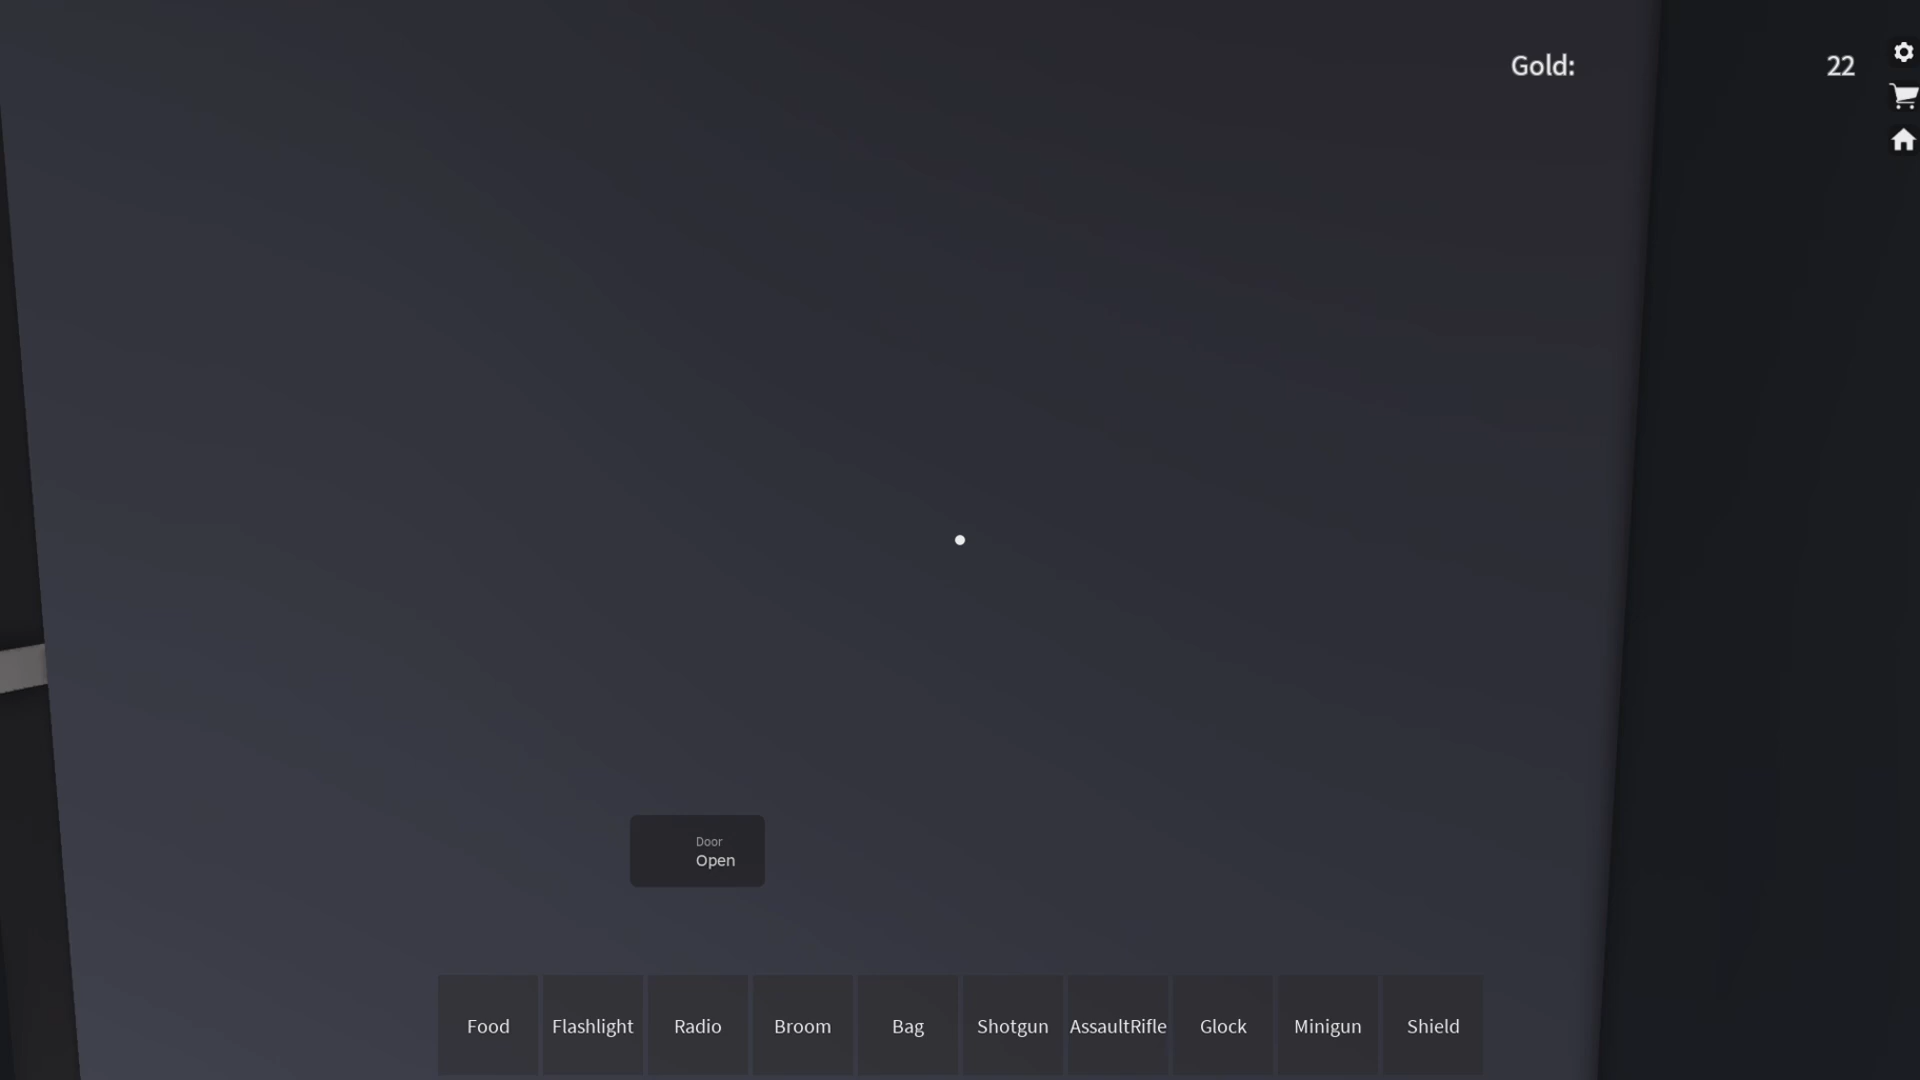 Gold: 22
Door
Open
Food Flashlight Radio Broom Bag Shotgun AssaultRifle Glock Minigun Shield